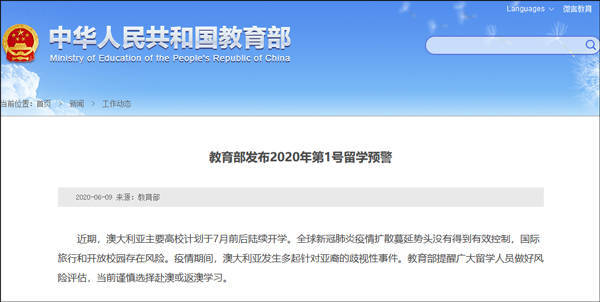 Languages 微言教育
中华人民共和国教育部
Ministry of Education of the People's Republic of China
当前位置：首页 > 新闻 > 工作动态
教育部发布2020年第1号留学预警
2020-06-09 来源：教育部
近期，澳大利亚主要高校计划于7月前后陆续开学。全球新冠肺炎疫情扩散蔓延势头没有得到有效控制，国际
旅行和开放校园存在风险。疫情期间，澳大利亚发生多起针对亚裔的歧视性事件。教育部提醒广大留学人员做好风
险评估，当前谨慎选择赴澳或返澳学习。